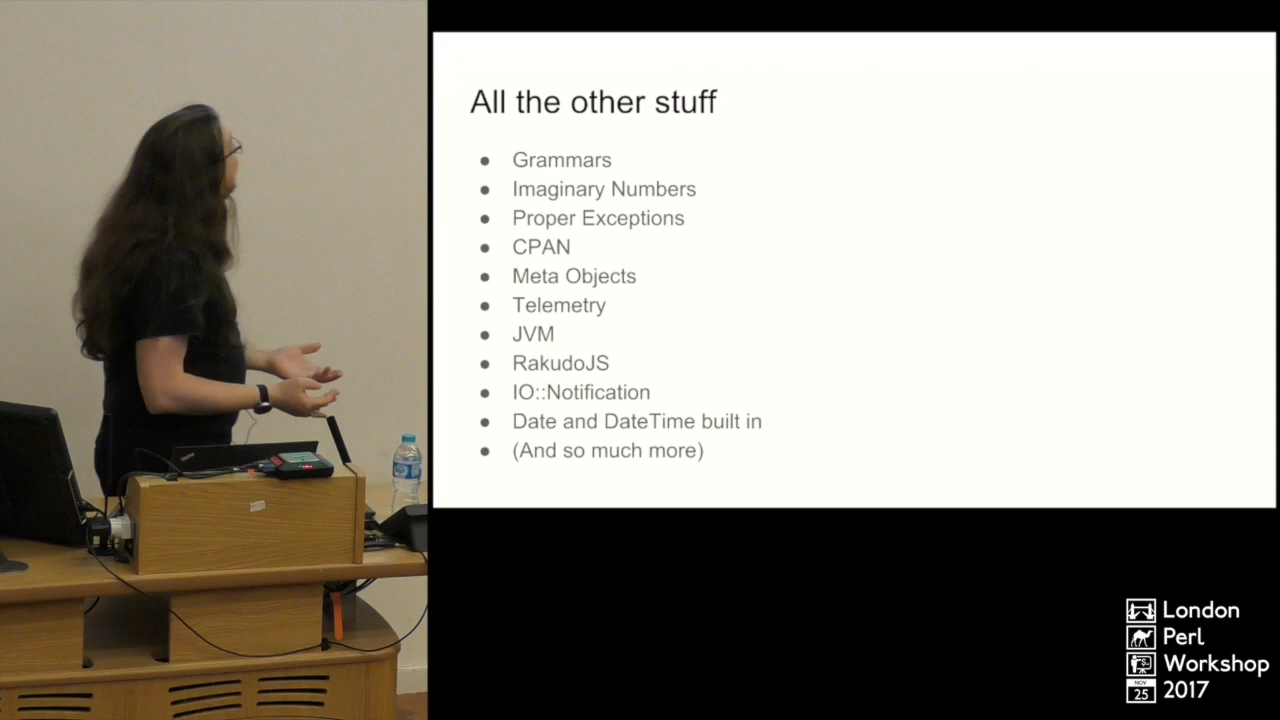 All the other stuff
● Grammars
● Imaginary Numbers
● Proper Exceptions
● CPAN
● Meta Objects
● Telemetry
● JVM
● RakudoJS
● IO::Notification
● Date and DateTime built in
● (And so much more)
London
Perl
Workshop
NOV
25
2017